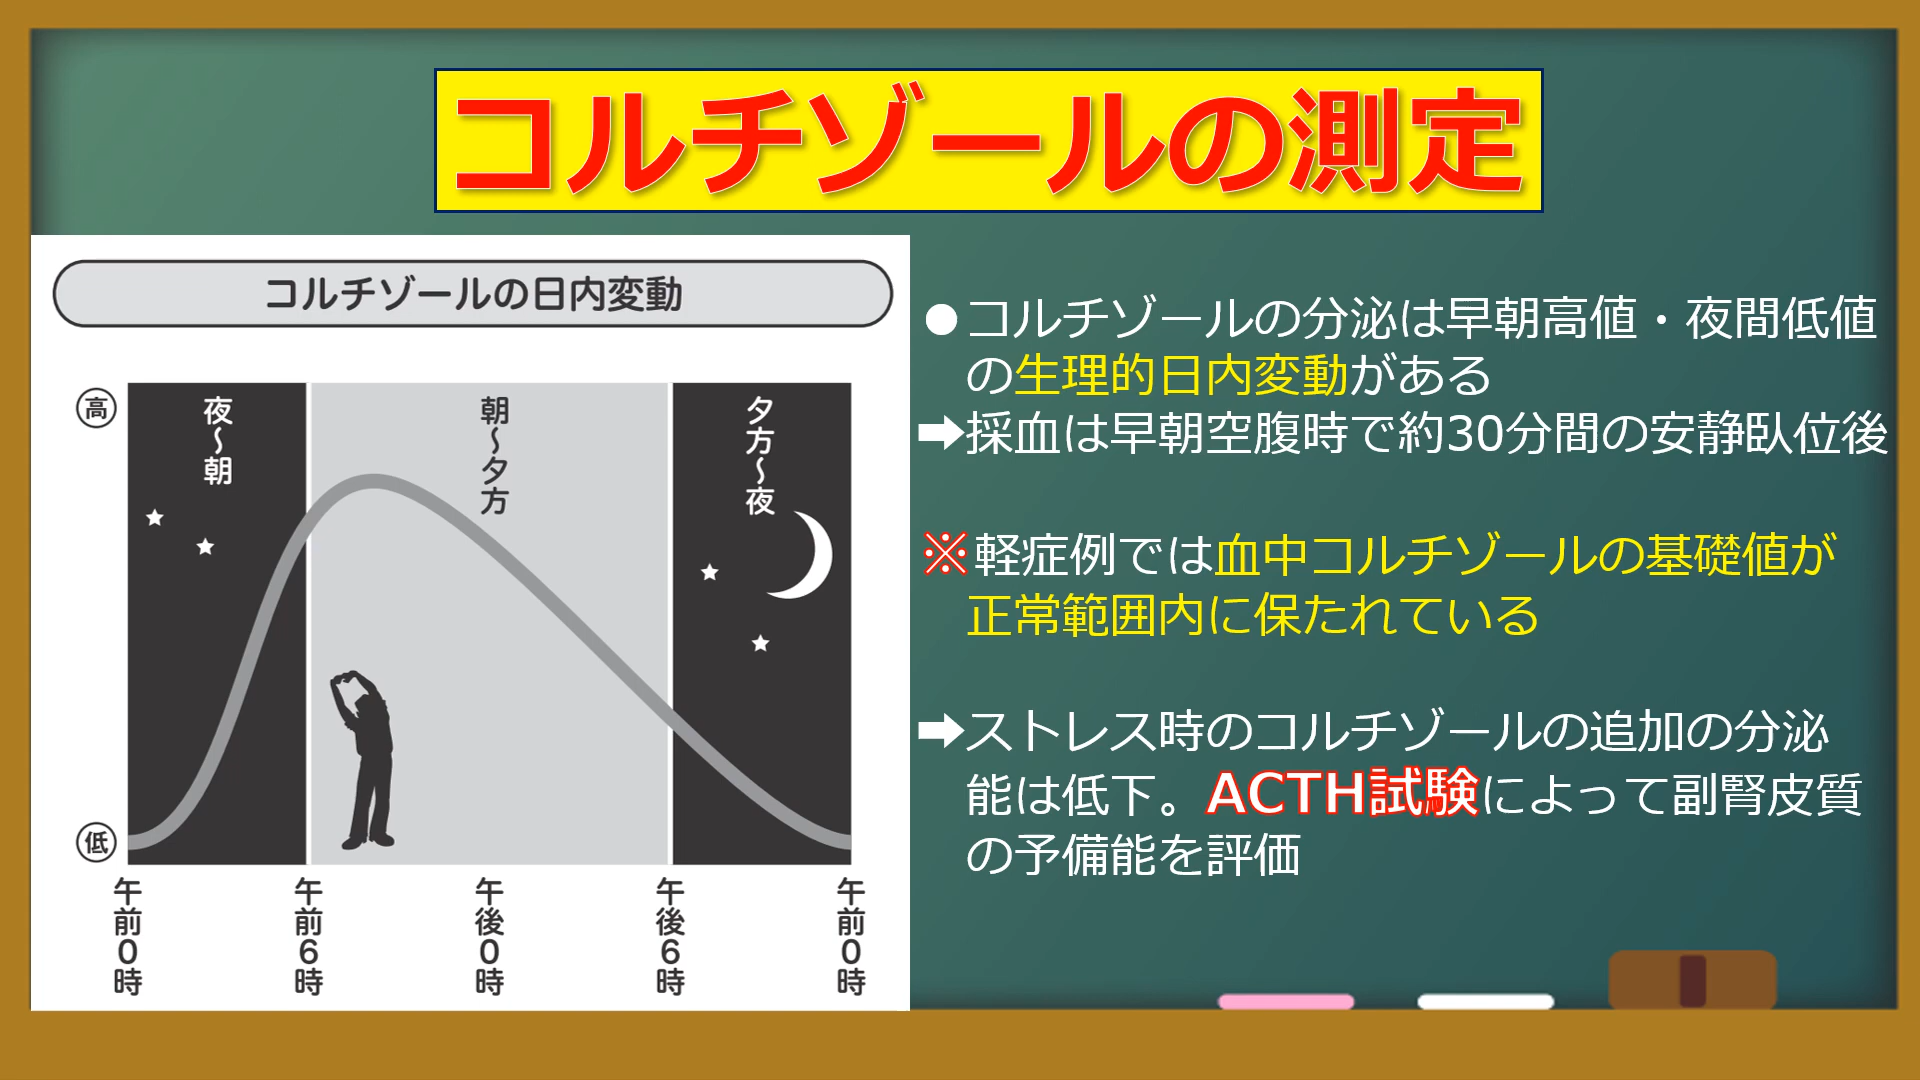 コルチゾールの測定
コルチゾールの日内変動
高
低
夜〜朝
朝〜夕方
夕方〜夜
午前0時
午前6時
午後0時
午後6時
午前0時
●コルチゾールの分泌は早朝高値・夜間低値
の生理的日内変動がある
➡採血は早朝空腹時で約30分間の安静臥位後
※軽症例では血中コルチゾールの基礎値が
正常範囲内に保たれている
➡ストレス時のコルチゾールの追加の分泌
能は低下。ACTH試験によって副腎皮質
の予備能を評価